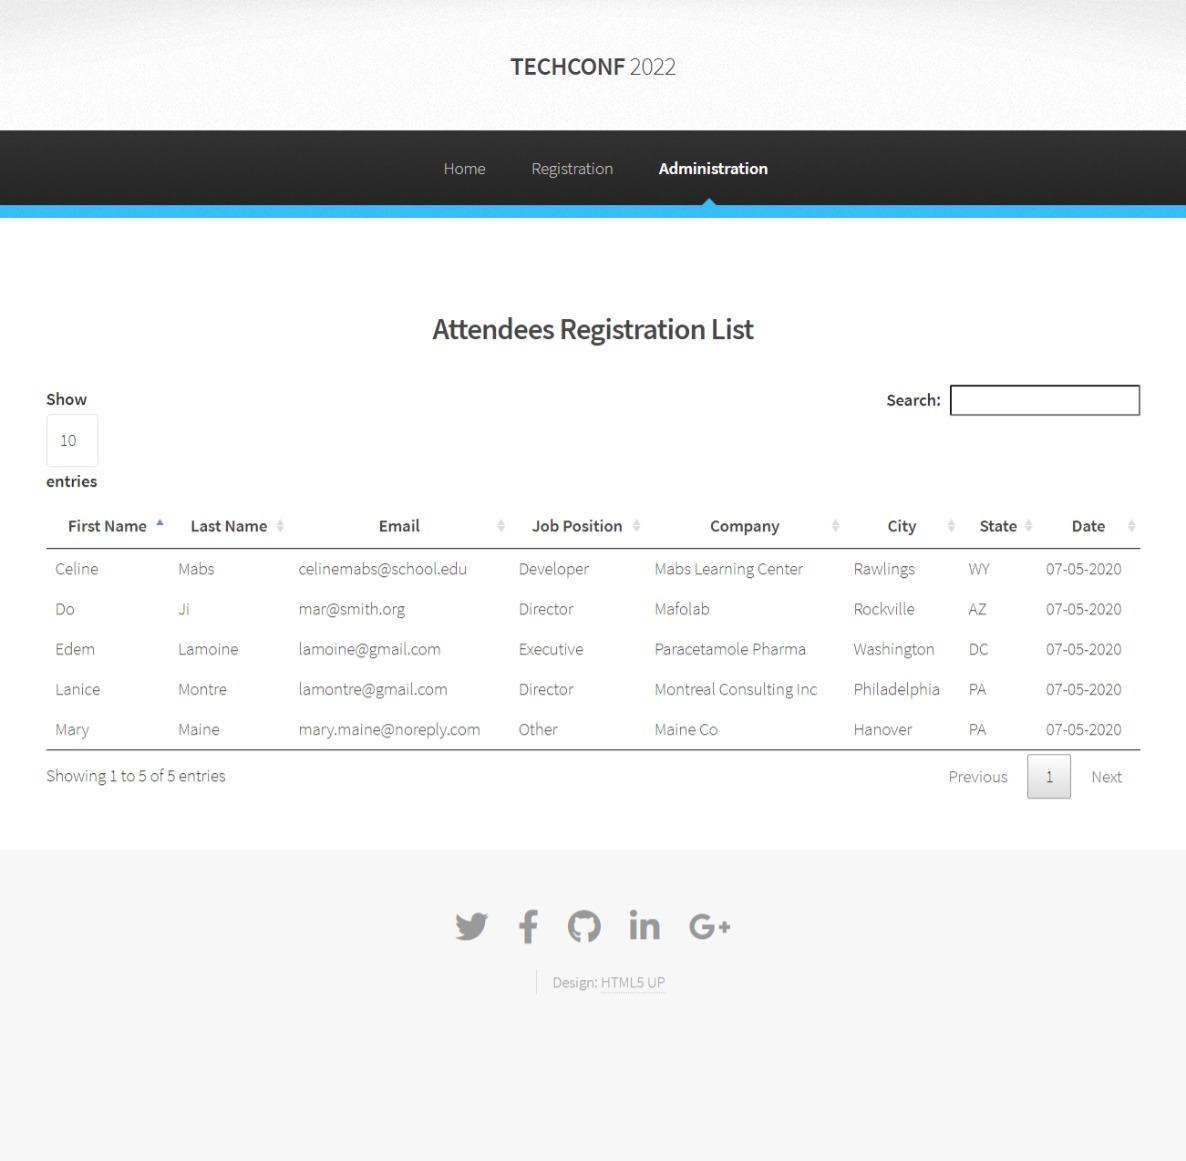 TECHCONF 2022
Home Registration Administration
Attendees Registration List
Show
10
entries
Search:
First Name Last Name Email Job Position Company City State Date
Celine Mabs celinemabs@school.edu Developer Mabs Learning Center Rawlings WY 07-05-2020
Do Ji mar@smith.org Director Mafolab Rockville AZ 07-05-2020
Edem Lamoine lamoine@gmail.com Executive Paracetamole Pharma Washington DC 07-05-2020
Lanice Montre lamontre@gmail.com Director Montreal Consulting Inc Philadelphia PA 07-05-2020
Mary Maine mary.maine@noreply.com Other Maine Co Hanover PA 07-05-2020
Showing 1 to 5 of 5 entries
Previous 1 Next
Design: HTML5 UP